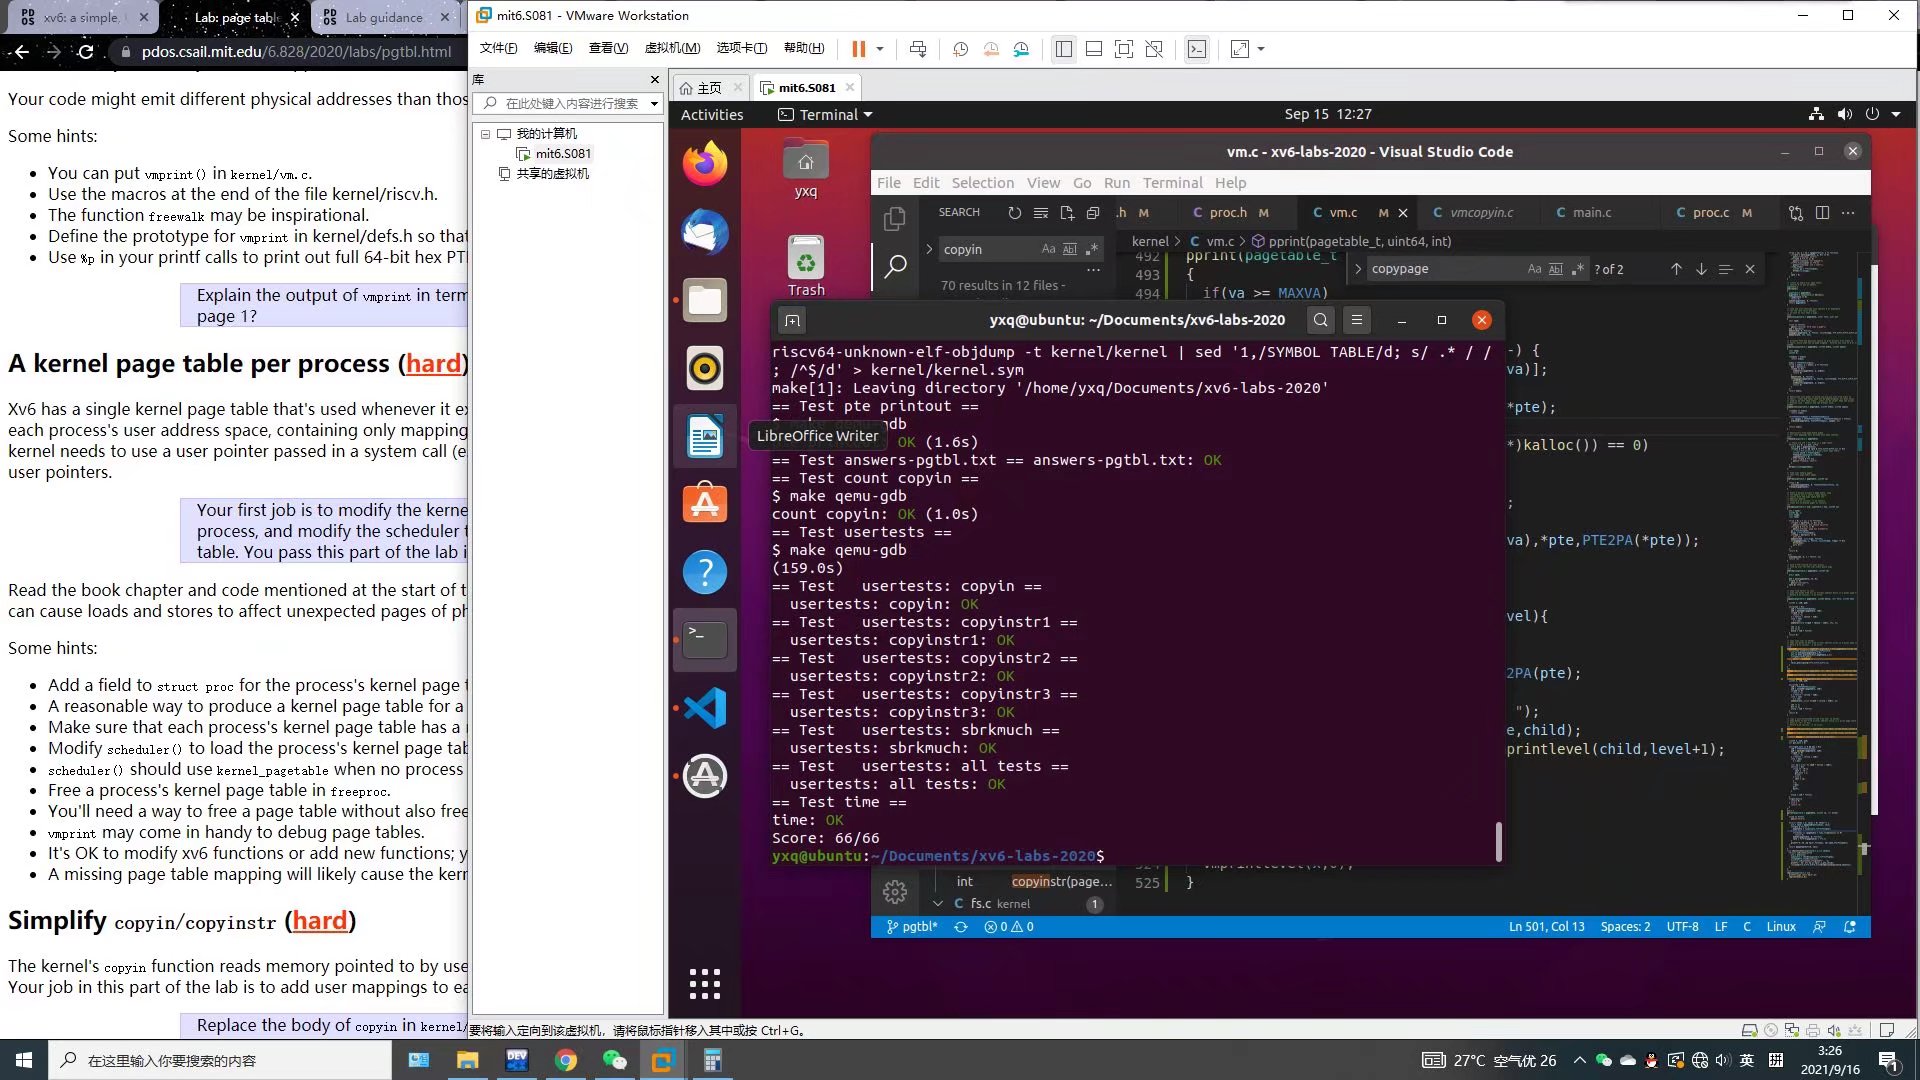 xv6: a simple,
Lab: page table
Lab guidance
pdos.csail.mit.edu/6.828/2020/labs/pgtbl.html
Your code might emit different physical addresses than thos
Some hints:
You can put vmprint() in kernel/vm.c.
Use the macros at the end of the file kernel/riscv.h.
The function freewalk may be inspirational.
Define the prototype for vmprint in kernel/defs.h so that
Use %p in your printf calls to print out full 64-bit hex PTE
Explain the output of vmprint in term
page 1?
A kernel page table per process (hard)
Xv6 has a single kernel page table that's used whenever it ex
each process's user address space, containing only mapping
kernel needs to use a user pointer passed in a system call (e
user pointers.
Your first job is to modify the kerne
process, and modify the scheduler t
table. You pass this part of the lab i
Read the book chapter and code mentioned at the start of t
can cause loads and stores to affect unexpected pages of ph
Some hints:
Add a field to struct proc for the process's kernel page t
A reasonable way to produce a kernel page table for a
Make sure that each process's kernel page table has a
Modify scheduler() to load the process's kernel page tab
scheduler() should use kernel_pagetable when no process
Free a process's kernel page table in freeproc.
You'll need a way to free a page table without also free
vmprint may come in handy to debug page tables.
It's OK to modify xv6 functions or add new functions; y
A missing page table mapping will likely cause the kern
Simplify copyin/copyinstr (hard)
The kernel's copyin function reads memory pointed to by use
Your job in this part of the lab is to add user mappings to ea
Replace the body of copyin in kernel/
mit6.S081 - VMware Workstation
文件(F) 编辑(E) 查看(V) 虚拟机(M) 选项卡(T) 帮助(H)
库
在此处键入内容进行搜索
我的计算机
mit6.S081
共享的虚拟机
主页
mit6.S081
Activities
Terminal
Sep 15 12:27
yxq
Trash
LibreOffice Writer
vm.c - xv6-labs-2020 - Visual Studio Code
File Edit Selection View Go Run Terminal Help
SEARCH
.h M
proc.h M
vm.c M
vmcopyin.c
main.c
proc.c M
copyin
70 results in 12 files -
kernel > vm.c > pprint(pagetable_t, uint64, int)
copypage
? of 2
492 pprint(pagetable_t
493 {
494 if(va >= MAXVA)
-) {
va)];
*pte);
*)kalloc()) == 0)
;
va),*pte,PTE2PA(*pte));
vel){
2PA(pte);
");
e,child);
printlevel(child,level+1);
525 }
yxq@ubuntu: ~/Documents/xv6-labs-2020
riscv64-unknown-elf-objdump -t kernel/kernel | sed '1,/SYMBOL TABLE/d; s/ .* / /
; /^$/d' > kernel/kernel.sym
make[1]: Leaving directory '/home/yxq/Documents/xv6-labs-2020'
== Test pte printout ==
OK (1.6s)
== Test answers-pgtbl.txt == answers-pgtbl.txt: OK
== Test count copyin ==
$ make qemu-gdb
count copyin: OK (1.0s)
== Test usertests ==
$ make qemu-gdb
(159.0s)
== Test   usertests: copyin ==
usertests: copyin: OK
== Test   usertests: copyinstr1 ==
usertests: copyinstr1: OK
== Test   usertests: copyinstr2 ==
usertests: copyinstr2: OK
== Test   usertests: copyinstr3 ==
usertests: copyinstr3: OK
== Test   usertests: sbrkmuch ==
usertests: sbrkmuch: OK
== Test   usertests: all tests ==
usertests: all tests: OK
== Test time ==
time: OK
Score: 66/66
yxq@ubuntu:~/Documents/xv6-labs-2020$
int copyinstr(page...
fs.c kernel 1
pgtbl* 0 0
Ln 501, Col 13 Spaces: 2 UTF-8 LF C Linux
要将输入定向到该虚拟机，请将鼠标指针移入其中或按 Ctrl+G。
在这里输入你要搜索的内容
DEV
27°C 空气优 26
英
拼
3:26
2021/9/16
1